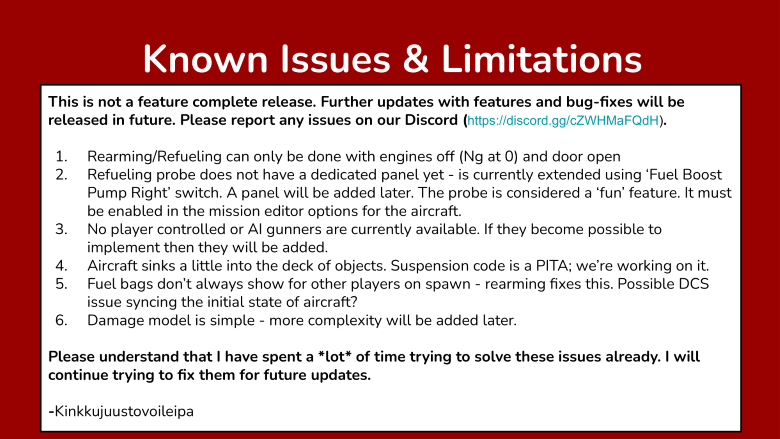 Known Issues & Limitations
This is not a feature complete release. Further updates with features and bug-fixes will be
released in future. Please report any issues on our Discord (https://discord.gg/cZWHMaFQdH).
1. Rearming/Refueling can only be done with engines off (Ng at 0) and door open
2. Refueling probe does not have a dedicated panel yet - is currently extended using ‘Fuel Boost
Pump Right’ switch. A panel will be added later. The probe is considered a ‘fun’ feature. It must
be enabled in the mission editor options for the aircraft.
3. No player controlled or AI gunners are currently available. If they become possible to
implement then they will be added.
4. Aircraft sinks a little into the deck of objects. Suspension code is a PITA; we’re working on it.
5. Fuel bags don’t always show for other players on spawn - rearming fixes this. Possible DCS
issue syncing the initial state of aircraft?
6. Damage model is simple - more complexity will be added later.
Please understand that I have spent a *lot* of time trying to solve these issues already. I will
continue trying to fix them for future updates.
-Kinkkujuustovoileipa